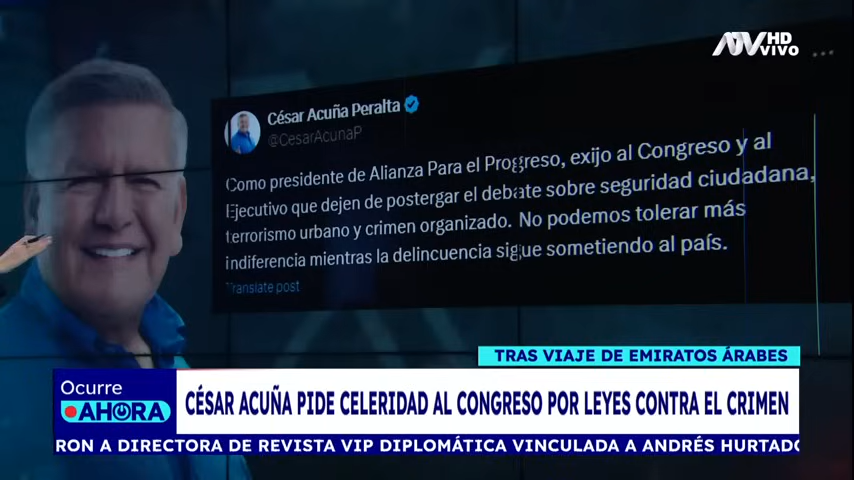 ATV HD
VIVO
César Acuña Peralta
@CesarAcunaP
Como presidente de Alianza Para el Progreso, exijo al Congreso y al
Ejecutivo que dejen de postergar el debate sobre seguridad ciudadana,
terrorismo urbano y crimen organizado. No podemos tolerar más
indiferencia mientras la delincuencia sigue sometiendo al país.
Translate post
TRAS VIAJE DE EMIRATOS ÁRABES
Ocurre
AHORA
CÉSAR ACUÑA PIDE CELERIDAD AL CONGRESO POR LEYES CONTRA EL CRIMEN
RON A DIRECTORA DE REVISTA VIP DIPLOMÁTICA VINCULADA A ANDRÉS HURTADO